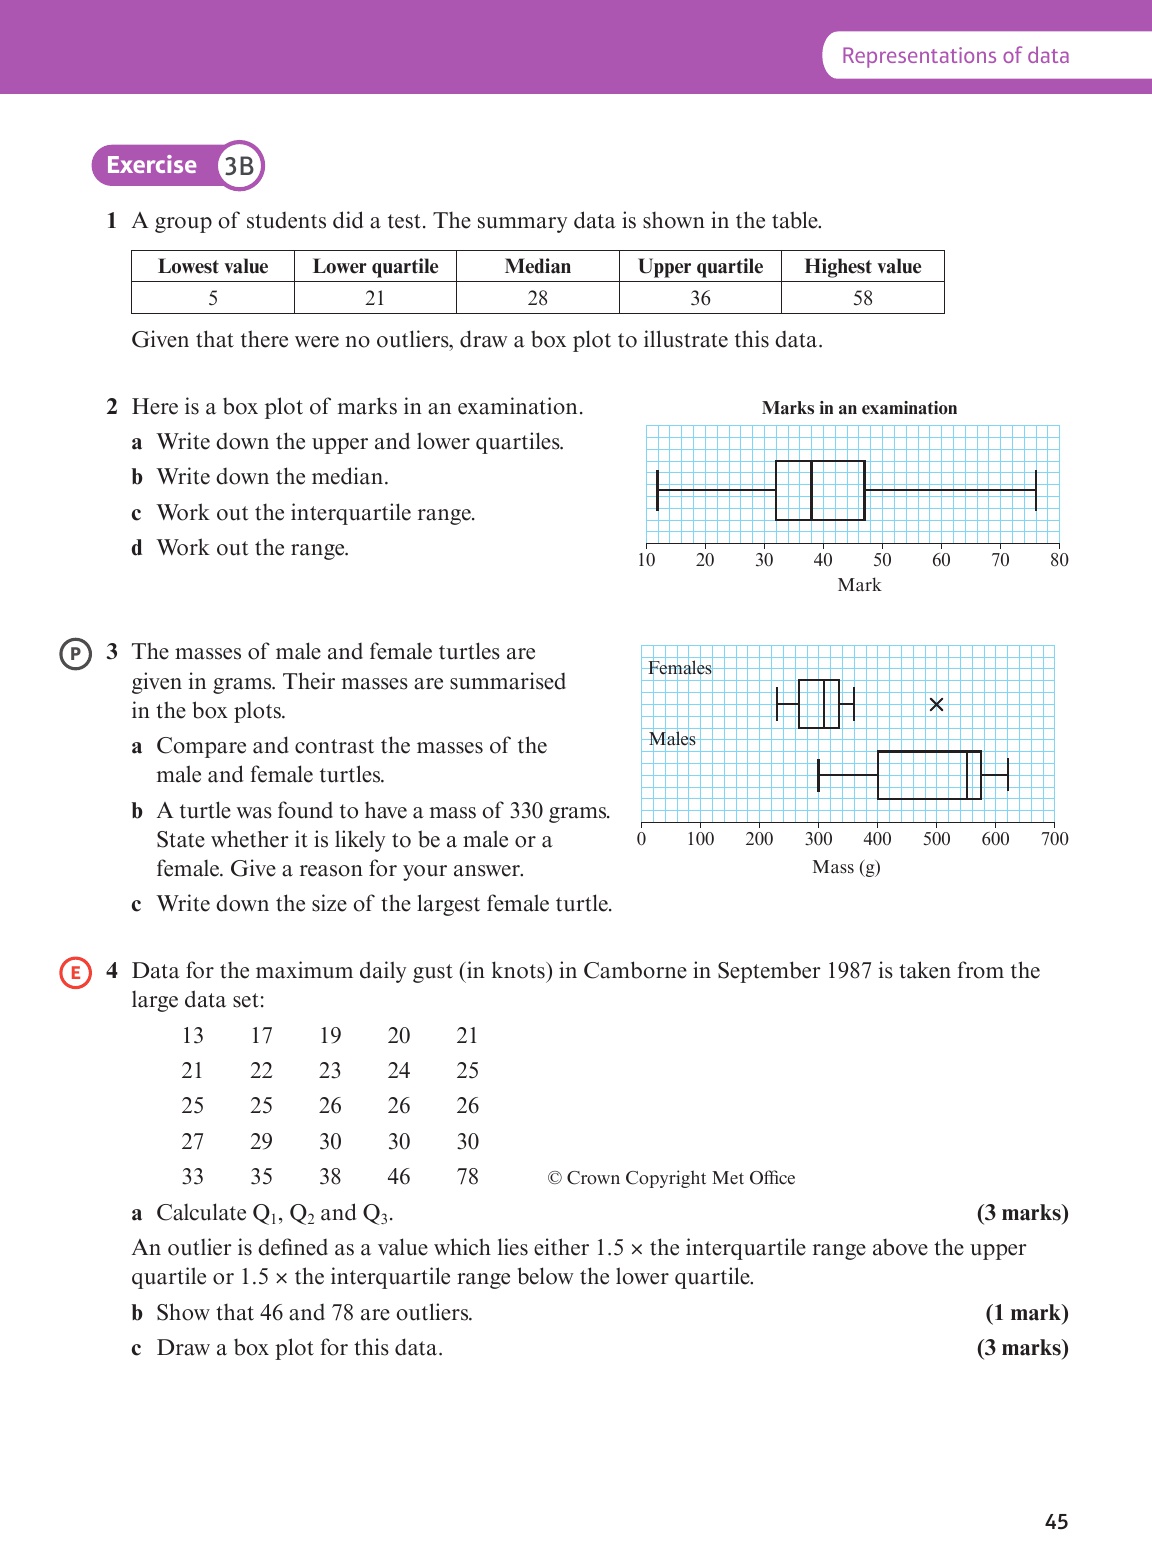 Representations of data
Exercise 3B
1 A group of students did a test. The summary data is shown in the table.
Lowest value Lower quartile Median Upper quartile Highest value
5 21 28 36 58
Given that there were no outliers, draw a box plot to illustrate this data.
2 Here is a box plot of marks in an examination.
a Write down the upper and lower quartiles.
b Write down the median.
c Work out the interquartile range.
d Work out the range.
Marks in an examination
10 20 30 40 50 60 70 80
Mark
P 3 The masses of male and female turtles are
given in grams. Their masses are summarised
in the box plots.
a Compare and contrast the masses of the
male and female turtles.
b A turtle was found to have a mass of 330 grams.
State whether it is likely to be a male or a
female. Give a reason for your answer.
c Write down the size of the largest female turtle.
Females
Males
0 100 200 300 400 500 600 700
Mass (g)
E 4 Data for the maximum daily gust (in knots) in Camborne in September 1987 is taken from the
large data set:
13 17 19 20 21
21 22 23 24 25
25 25 26 26 26
27 29 30 30 30
33 35 38 46 78 © Crown Copyright Met Office
a Calculate Q₁, Q₂ and Q₃. (3 marks)
An outlier is defined as a value which lies either 1.5 × the interquartile range above the upper
quartile or 1.5 × the interquartile range below the lower quartile.
b Show that 46 and 78 are outliers. (1 mark)
c Draw a box plot for this data. (3 marks)
45